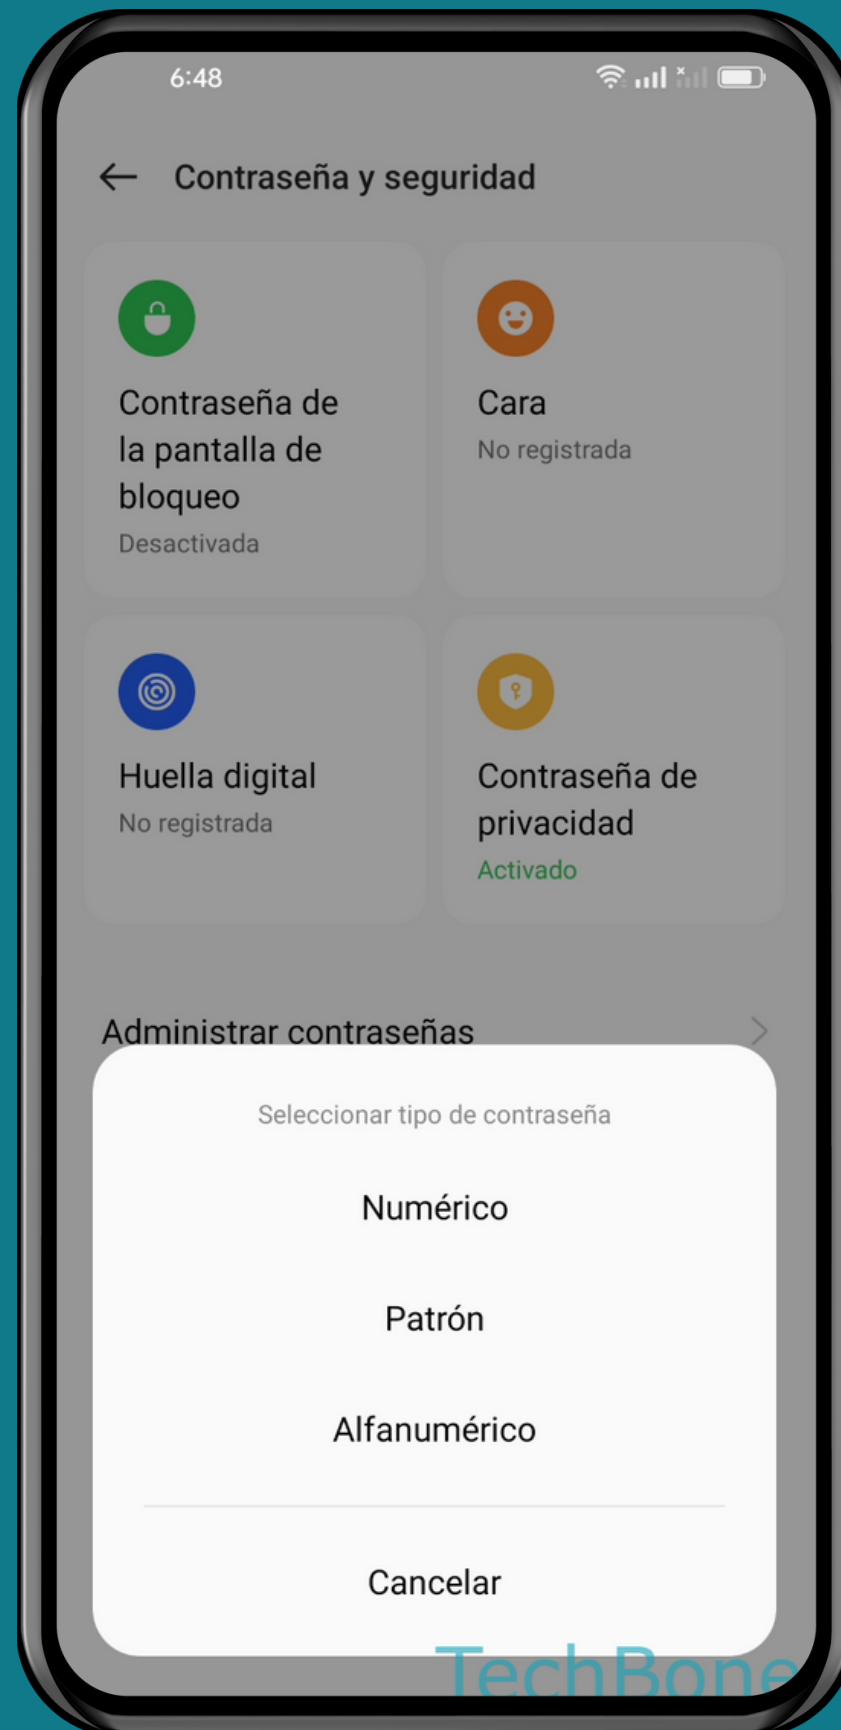 6:48
Contraseña y seguridad
Contraseña de
la pantalla de
bloqueo
Desactivada
Cara
No registrada
Huella digital
No registrada
Contraseña de
privacidad
Activado
Administrar contraseñas
Seleccionar tipo de contraseña
Numérico
Patrón
Alfanumérico
Cancelar
TechBone